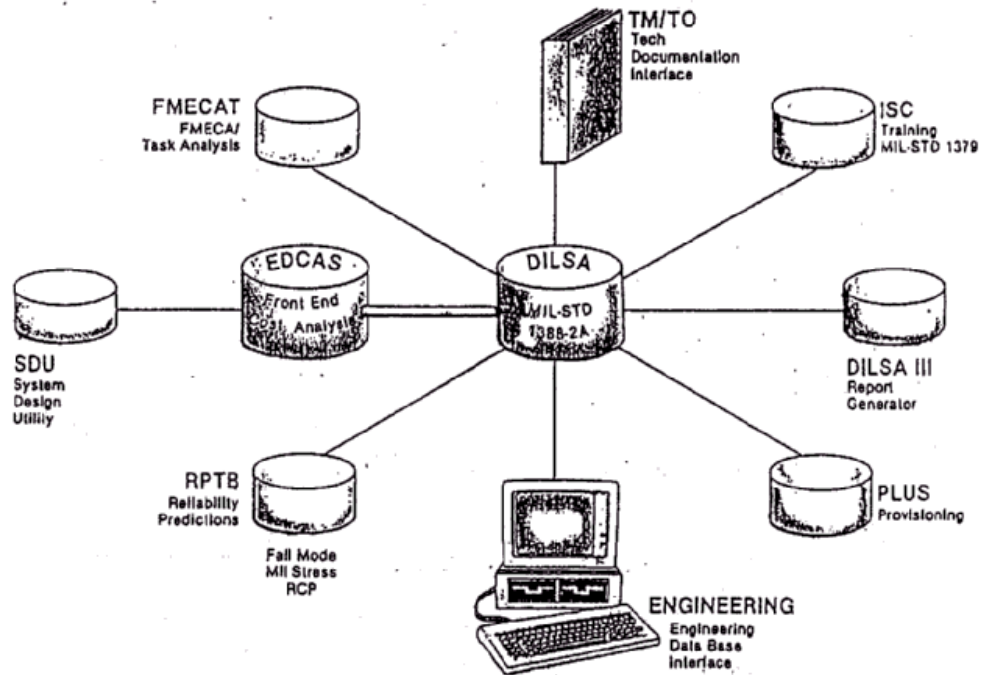 TM/TO
Tech
Documentation
Interface
FMECAT
FMECA/
Task Analysis
ISC
Training
MIL-STD 1379
EDCAS
Front End
Analysis
DILSA
MIL-STD
1388-2A
SDU
System
Design
Utility
DILSA III
Report
Generator
RPTB
Reliability
Predictions
Fail Mode
Mil Stress
RCP
PLUS
Provisioning
ENGINEERING
Engineering
Data Base
Interface